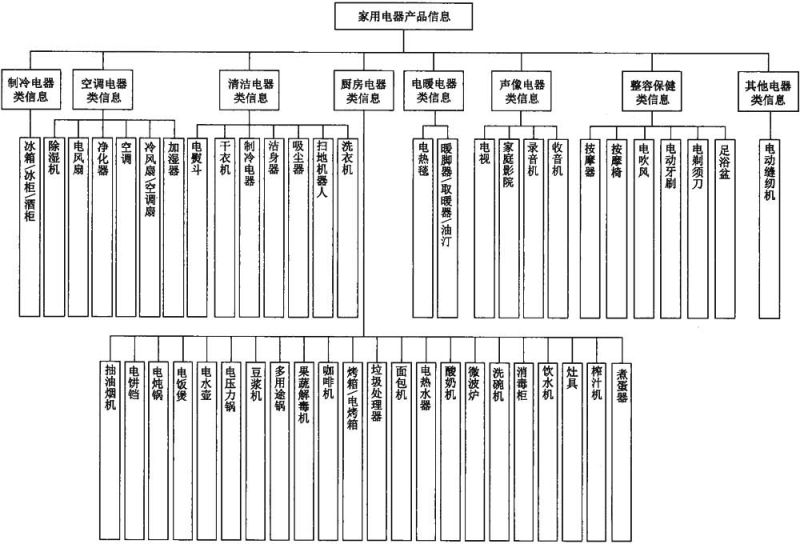 家用电器产品信息
制冷电器
类信息
空调电器
类信息
清洁电器
类信息
厨房电器
类信息
电暖电器
类信息
声像电器
类信息
整容保健
类信息
其他电器
类信息
冰箱/冰柜/酒柜
除湿机
电风扇
净化器
空调
冷风扇/空调扇
加湿器
电熨斗
干衣机
制冷电器
洁身器
吸尘器
扫地机器人
洗衣机
电热毯
暖脚器/取暖器/油汀
电视
家庭影院
录音机
收音机
按摩器
按摩椅
电吹风
电动牙刷
电剃须刀
足浴盆
电动缝纫机
抽油烟机
电饼铛
电炖锅
电饭煲
电水壶
电压力锅
豆浆机
多用途锅
果蔬解毒机
咖啡机
烤箱/电烤箱
垃圾处理器
面包机
电热水器
酸奶机
微波炉
洗碗机
消毒柜
饮水机
灶具
榨汁机
煮蛋器